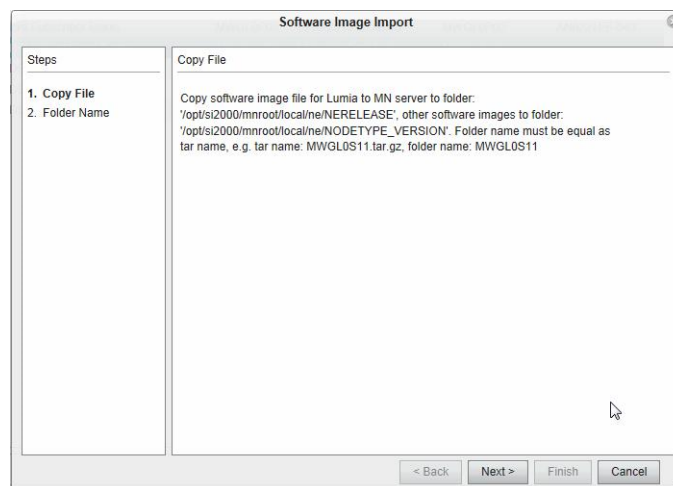 Software Image Import
Steps
1. Copy File
2. Folder Name
Copy File
Copy software image file for Lumia to MN server to folder:
'/opt/si2000/mnroot/local/ne/NERELEASE', other software images to folder:
'/opt/si2000/mnroot/local/ne/NODETYPE_VERSION'. Folder name must be equal as
tar name, e.g. tar name: MWGL0S11.tar.gz, folder name: MWGL0S11
< Back
Next >
Finish
Cancel